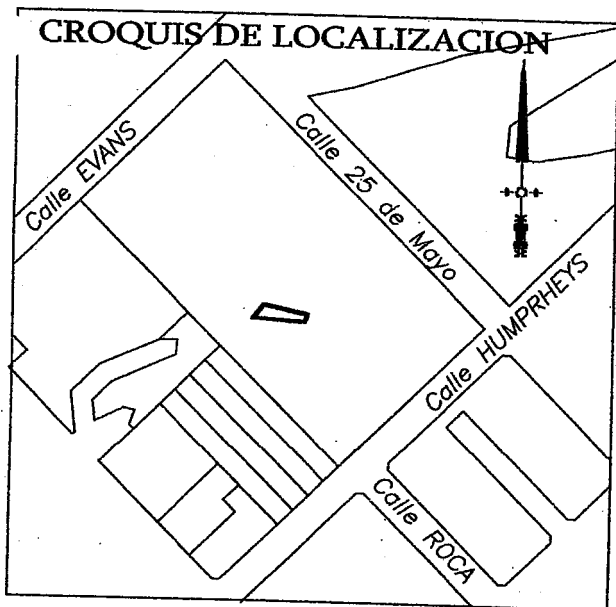 CROQUIS DE LOCALIZACION
Calle EVANS
Calle 25 de Mayo
Calle HUMPRHEYS
Calle ROCA